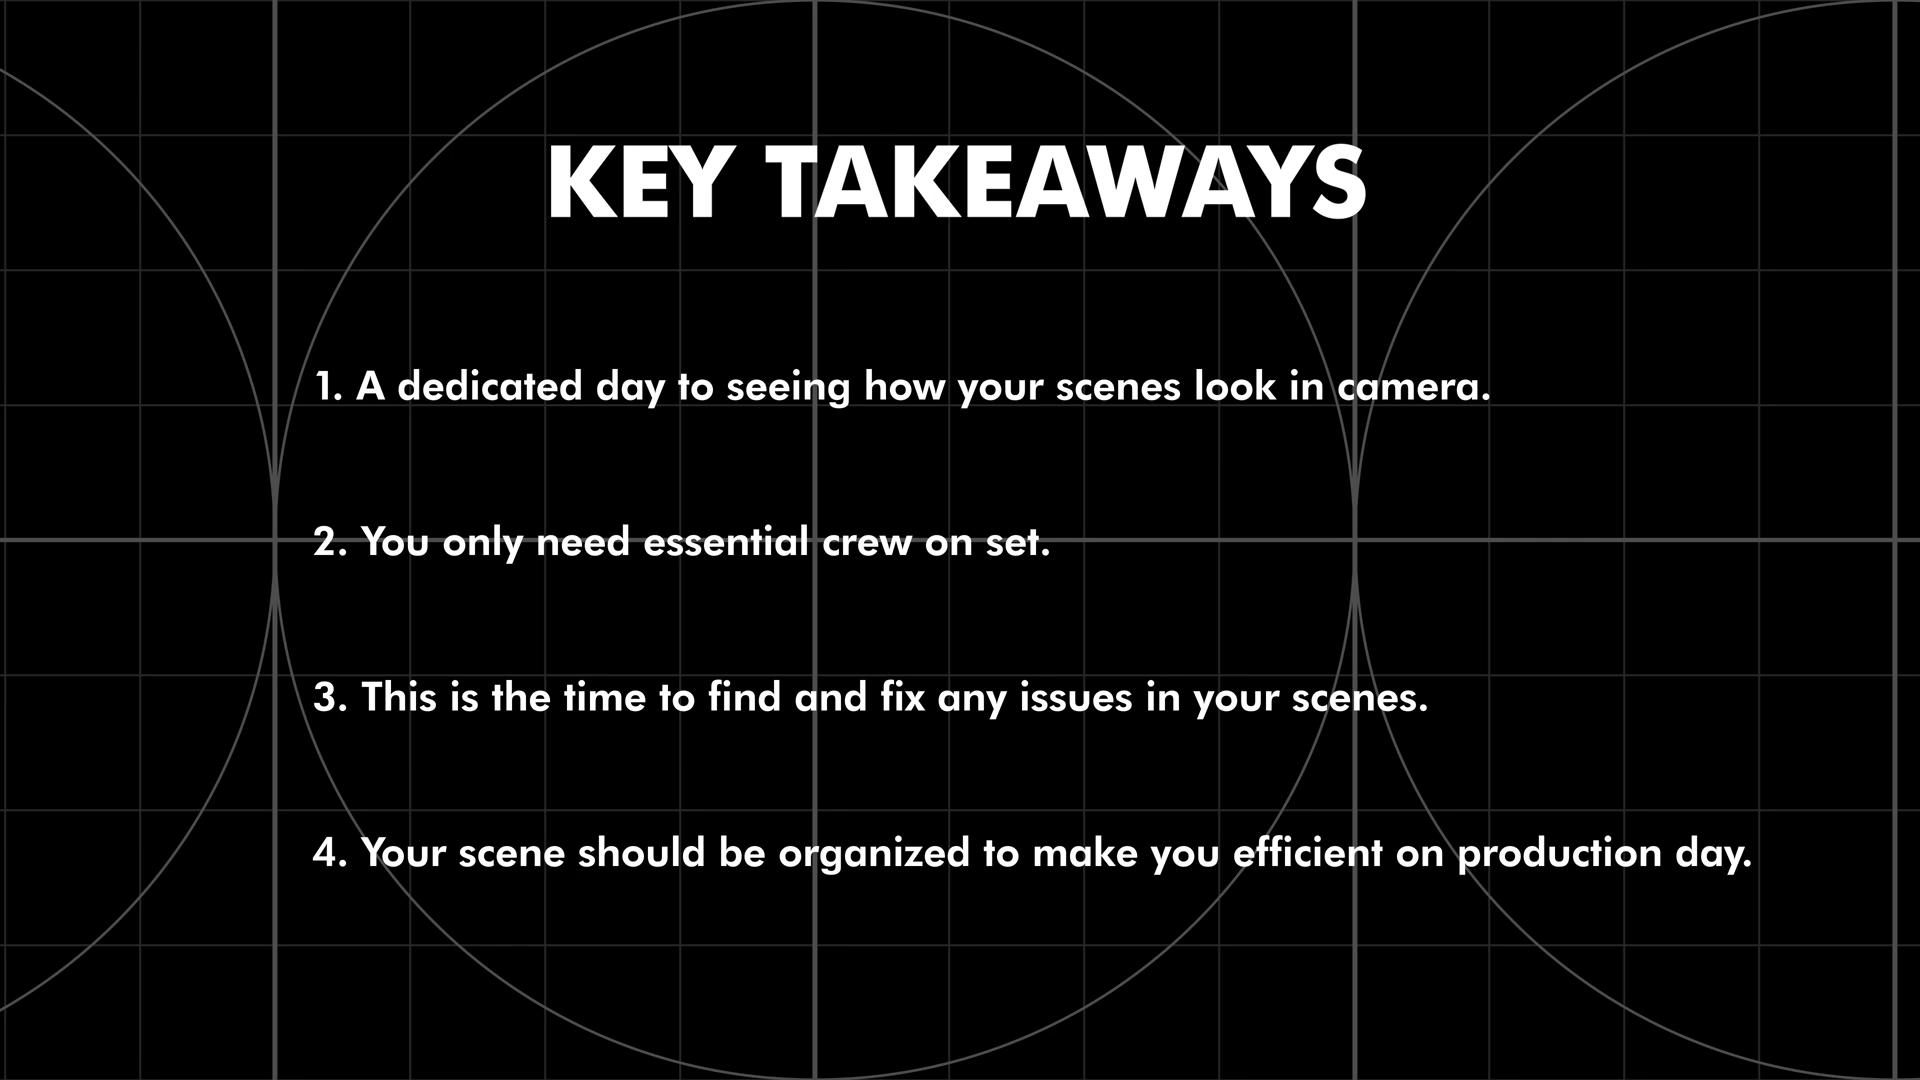 KEY TAKEAWAYS
1. A dedicated day to seeing how your scenes look in camera.
2. You only need essential crew on set.
3. This is the time to find and fix any issues in your scenes.
4. Your scene should be organized to make you efficient on production day.